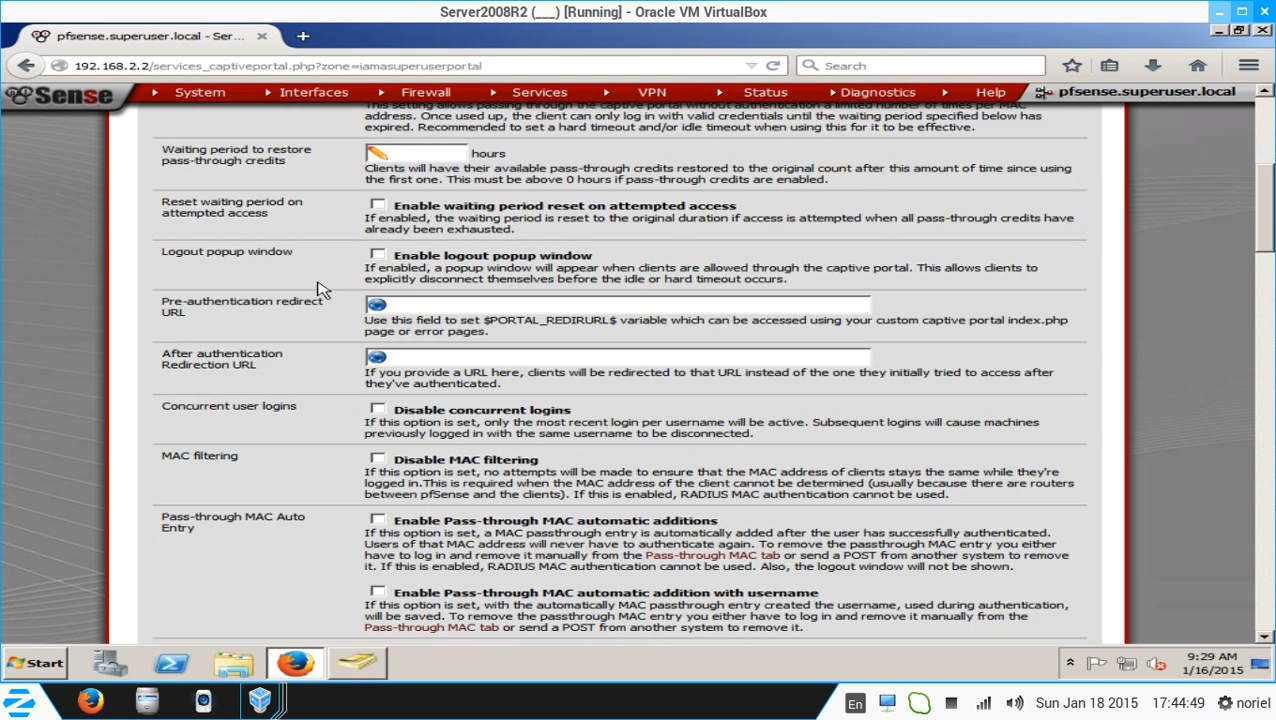 Server2008R2 (___) [Running] - Oracle VM VirtualBox
pfsense.superuser.local - Ser...
192.168.2.2/services_captiveportal.php?zone=iamasuperuserportal
Search
Sense
System
Interfaces
Firewall
Services
VPN
Status
Diagnostics
Help
pfsense.superuser.local
This setting allows passing through the captive portal without authentication a limited number of times per MAC
address. Once used up, the client can only log in with valid credentials until the waiting period specified below has
expired. Recommended to set a hard timeout and/or idle timeout when using this for it to be effective.
Waiting period to restore
pass-through credits
hours
Clients will have their available pass-through credits restored to the original count after this amount of time since using
the first one. This must be above 0 hours if pass-through credits are enabled.
Reset waiting period on
attempted access
Enable waiting period reset on attempted access
If enabled, the waiting period is reset to the original duration if access is attempted when all pass-through credits have
already been exhausted.
Logout popup window
Enable logout popup window
If enabled, a popup window will appear when clients are allowed through the captive portal. This allows clients to
explicitly disconnect themselves before the idle or hard timeout occurs.
Pre-authentication redirect
URL
Use this field to set $PORTAL_REDIRURL$ variable which can be accessed using your custom captive portal index.php
page or error pages.
After authentication
Redirection URL
If you provide a URL here, clients will be redirected to that URL instead of the one they initially tried to access after
they've authenticated.
Concurrent user logins
Disable concurrent logins
If this option is set, only the most recent login per username will be active. Subsequent logins will cause machines
previously logged in with the same username to be disconnected.
MAC filtering
Disable MAC filtering
If this option is set, no attempts will be made to ensure that the MAC address of clients stays the same while they're
logged in.This is required when the MAC address of the client cannot be determined (usually because there are routers
between pfSense and the clients). If this is enabled, RADIUS MAC authentication cannot be used.
Pass-through MAC Auto
Entry
Enable Pass-through MAC automatic additions
If this option is set, a MAC passthrough entry is automatically added after the user has successfully authenticated.
Users of that MAC address will never have to authenticate again. To remove the passthrough MAC entry you either
have to log in and remove it manually from the Pass-through MAC tab or send a POST from another system to remove
it. If this is enabled, RADIUS MAC authentication cannot be used. Also, the logout window will not be shown.
Enable Pass-through MAC automatic addition with username
If this option is set, with the automatically MAC passthrough entry created the username, used during authentication,
will be saved. To remove the passthrough MAC entry you either have to log in and remove it manually from the
Pass-through MAC tab or send a POST from another system to remove it.
Start
9:29 AM
1/16/2015
En
Sun Jan 18 2015
17:44:49
noriel